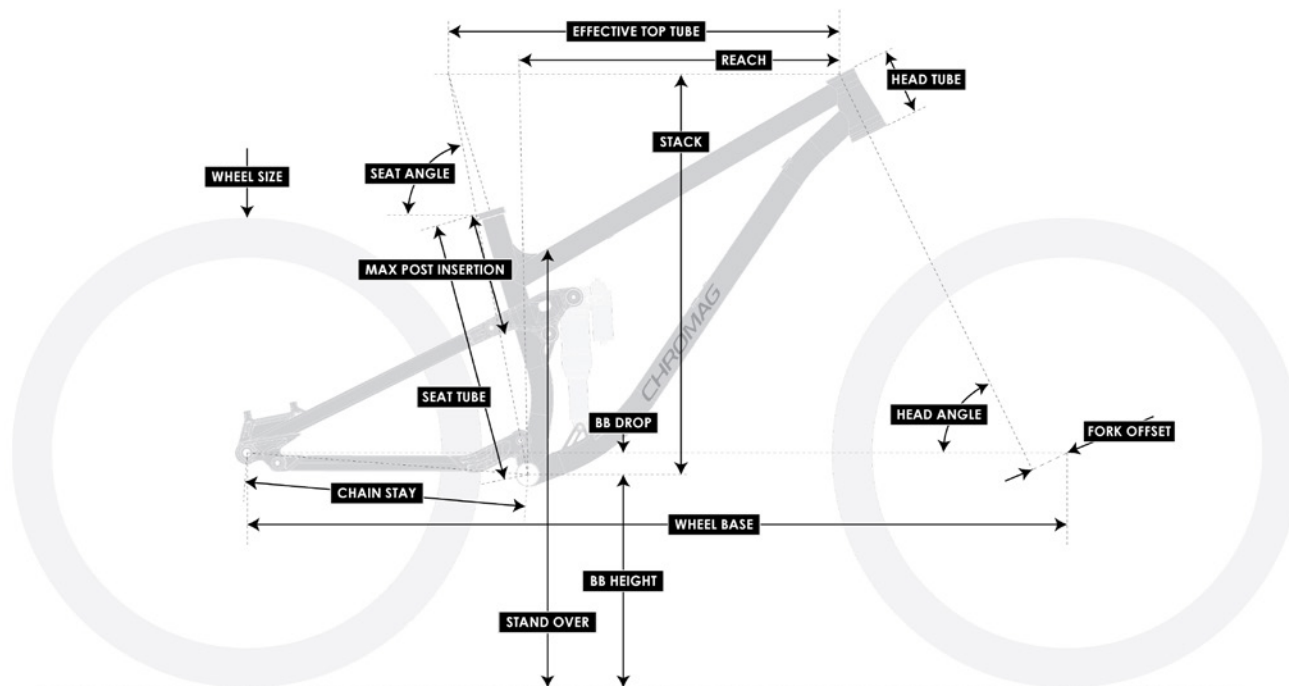 EFFECTIVE TOP TUBE
REACH
HEAD TUBE
STACK
SEAT ANGLE
WHEEL SIZE
MAX POST INSERTION
CHROMAG
SEAT TUBE
HEAD ANGLE
BB DROP
FORK OFFSET
CHAIN STAY
WHEEL BASE
BB HEIGHT
STAND OVER